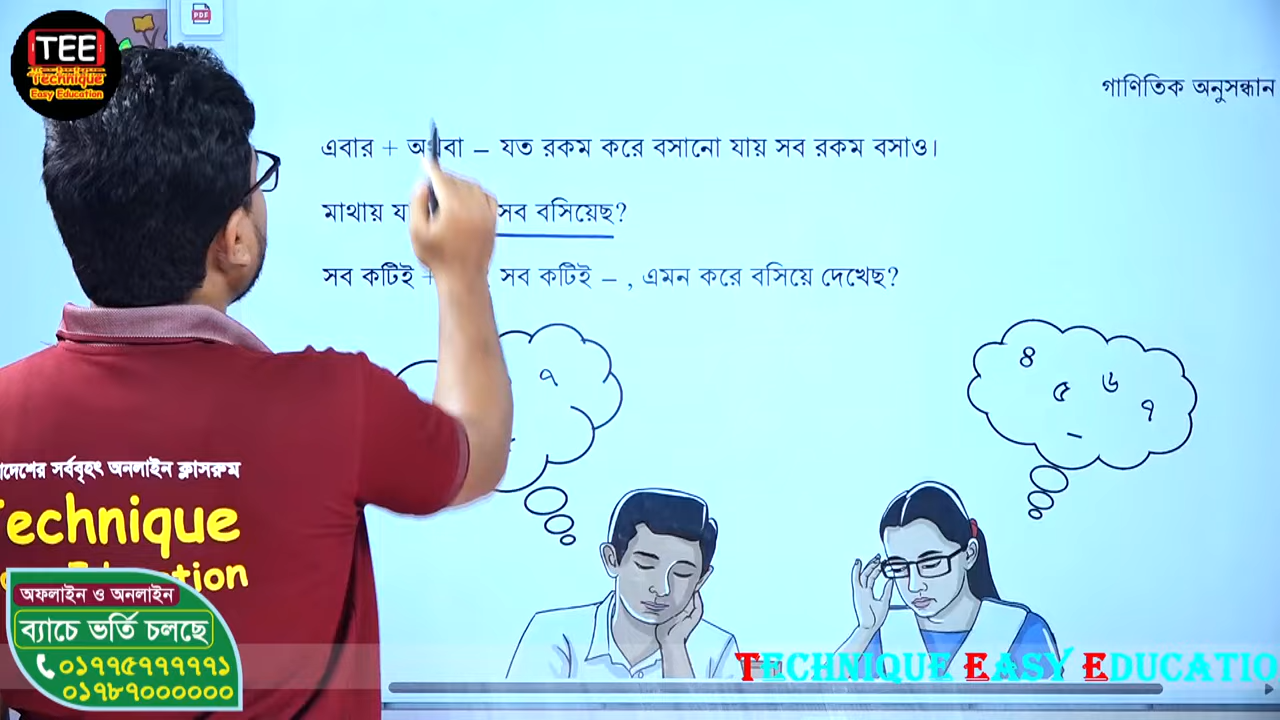 PDF
TEE
Technique
Easy Education
গাণিতিক অনুসন্ধান
এবার + অথবা – যত রকম করে বসানো যায় সব রকম বসাও।
মাথায় সব বসিয়েছ?
সব কটিই + সব কটিই – , এমন করে বসিয়ে দেখেছ?
৭
৪
৫ ৬
৭
–
সর্ববৃহৎ অনলাইন ক্লাসরুম
Technique
অফলাইন ও অনলাইন
ব্যাচে ভর্তি চলছে
০১৭৭৫৭৭৭৭৭১
০১৭৮৭০০০০০০
TECHNIQUE EASY EDUCATIO